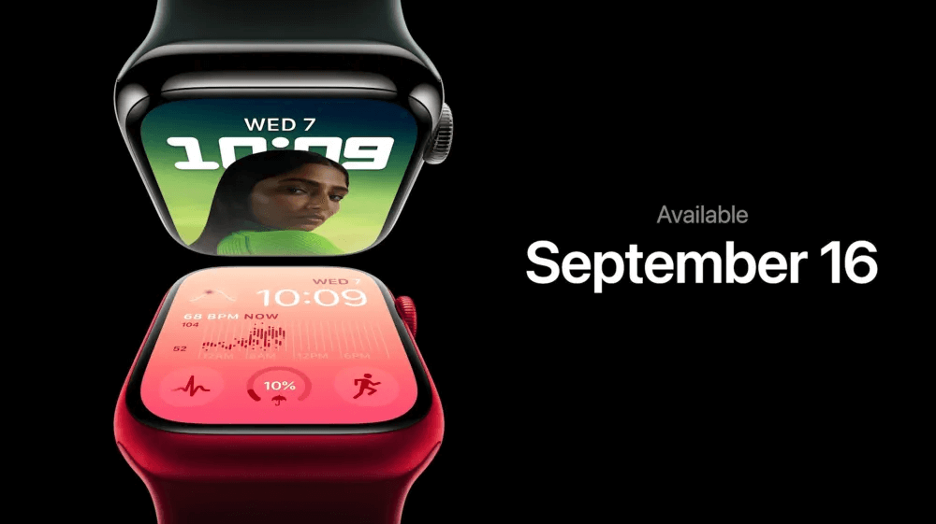 WED 7
10:09
WED 7
10:09
68 BPM NOW
104
52
12AM 6AM 12PM 6PM
10%
Available
September 16